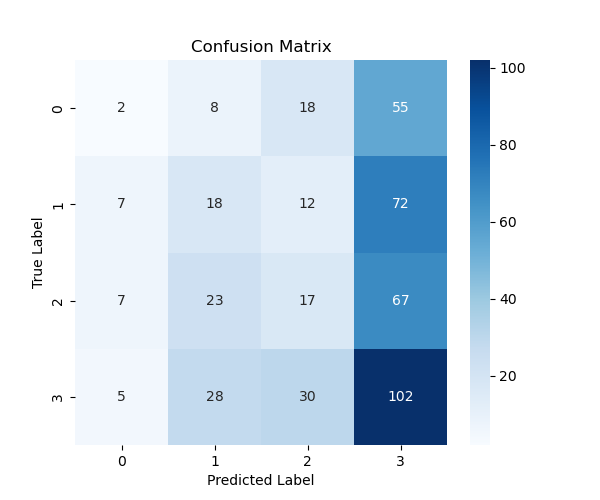 Confusion Matrix
True Label
0 2 8 18 55
1 7 18 12 72
2 7 23 17 67
3 5 28 30 102
0 1 2 3
Predicted Label
100
80
60
40
20